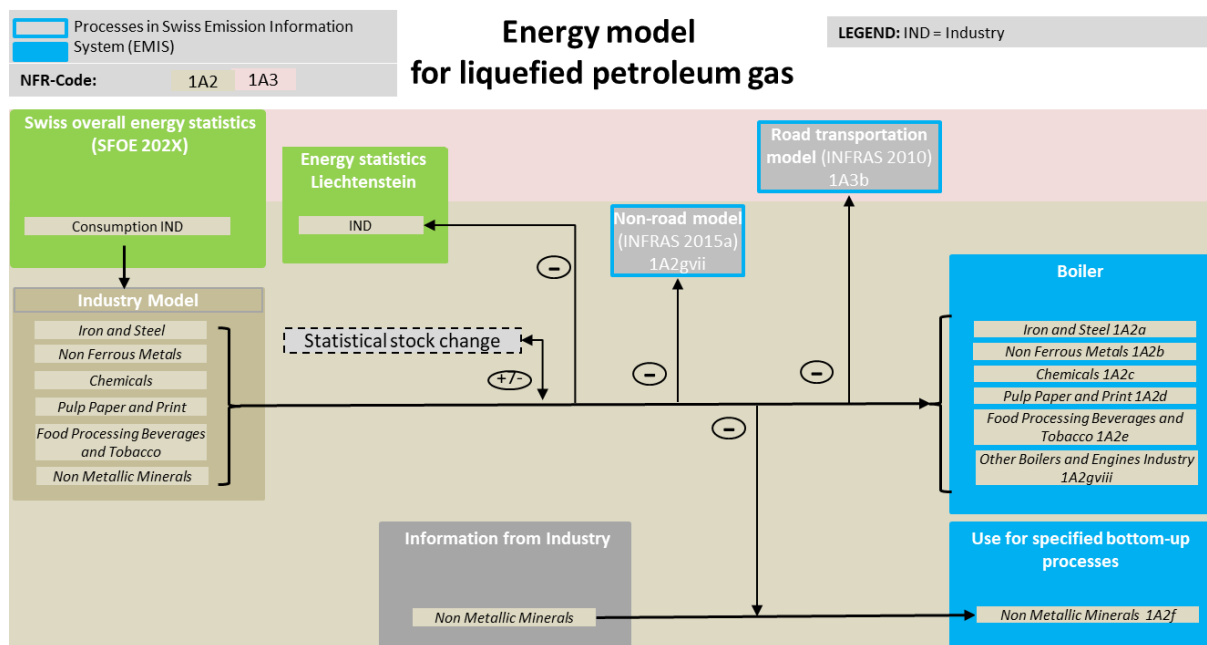 Processes in Swiss Emission Information
System (EMIS)
NFR-Code:
1A2
1A3
Energy model
for liquefied petroleum gas
LEGEND: IND = Industry
Swiss overall energy statistics
(SFOE 202X)
Consumption IND
Energy statistics
Liechtenstein
IND
Non-road model
(INFRAS 2015a)
1A2gvii
Road transportation
model (INFRAS 2010)
1A3b
Industry Model
Iron and Steel
Non Ferrous Metals
Chemicals
Pulp Paper and Print
Food Processing Beverages
and Tobacco
Non Metallic Minerals
Statistical stock change
+/-
-
-
-
-
Boiler
Iron and Steel 1A2a
Non Ferrous Metals 1A2b
Chemicals 1A2c
Pulp Paper and Print 1A2d
Food Processing Beverages and
Tobacco 1A2e
Other Boilers and Engines Industry
1A2gviii
Information from Industry
Non Metallic Minerals
Use for specified bottom-up
processes
Non Metallic Minerals 1A2f